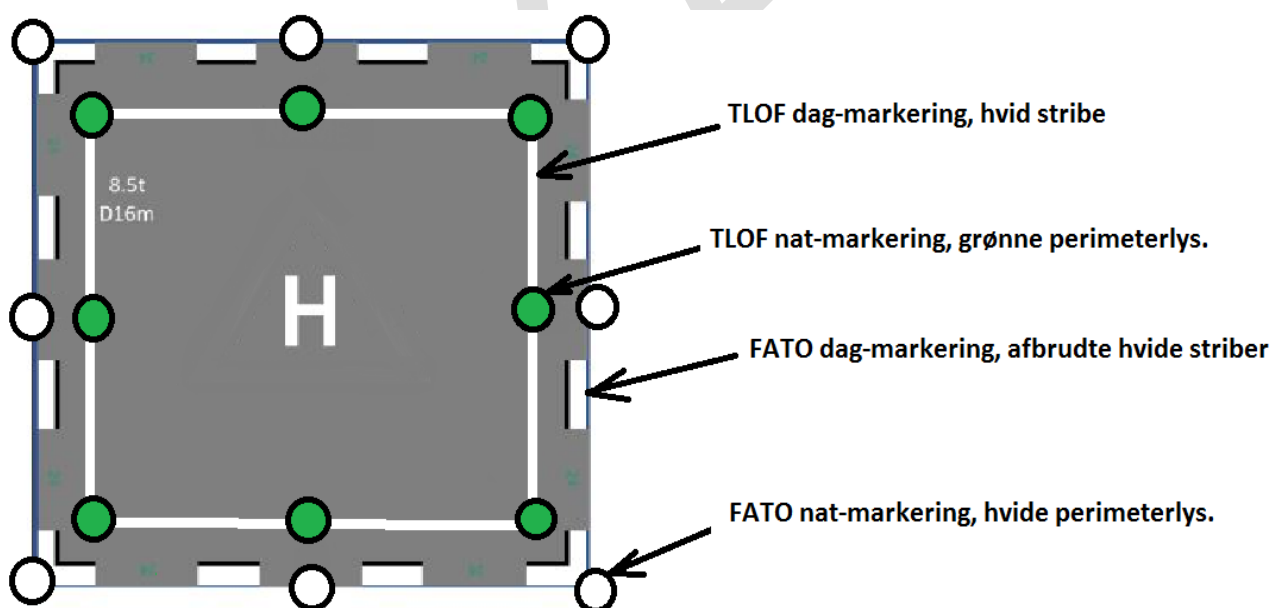 TLOF dag-markering, hvid stribe
8.5t
D16m
TLOF nat-markering, grønne perimeterlys.
H
FATO dag-markering, afbrudte hvide striber
FATO nat-markering, hvide perimeterlys.